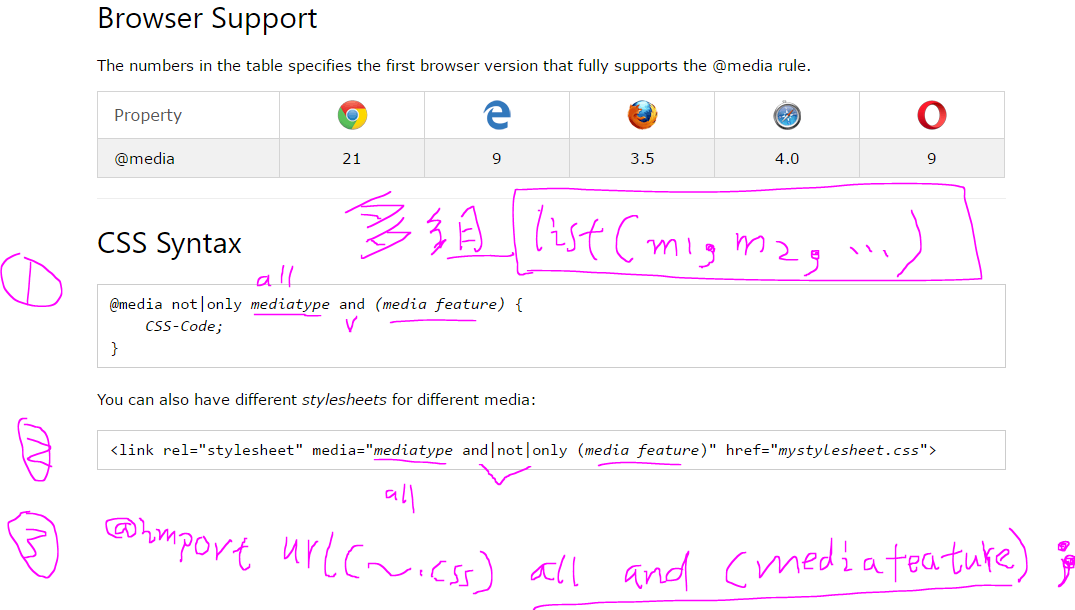 Browser Support
The numbers in the table specifies the first browser version that fully supports the @media rule.
Property
@media 21 9 3.5 4.0 9
多组 list(m1, m2, ...)
CSS Syntax
all
①
@media not|only mediatype and (media feature) {
CSS-Code;
}
You can also have different stylesheets for different media:
②
<link rel="stylesheet" media="mediatype and|not|only (media feature)" href="mystylesheet.css">
all
③ @import url(~.css) all and (mediafeature);